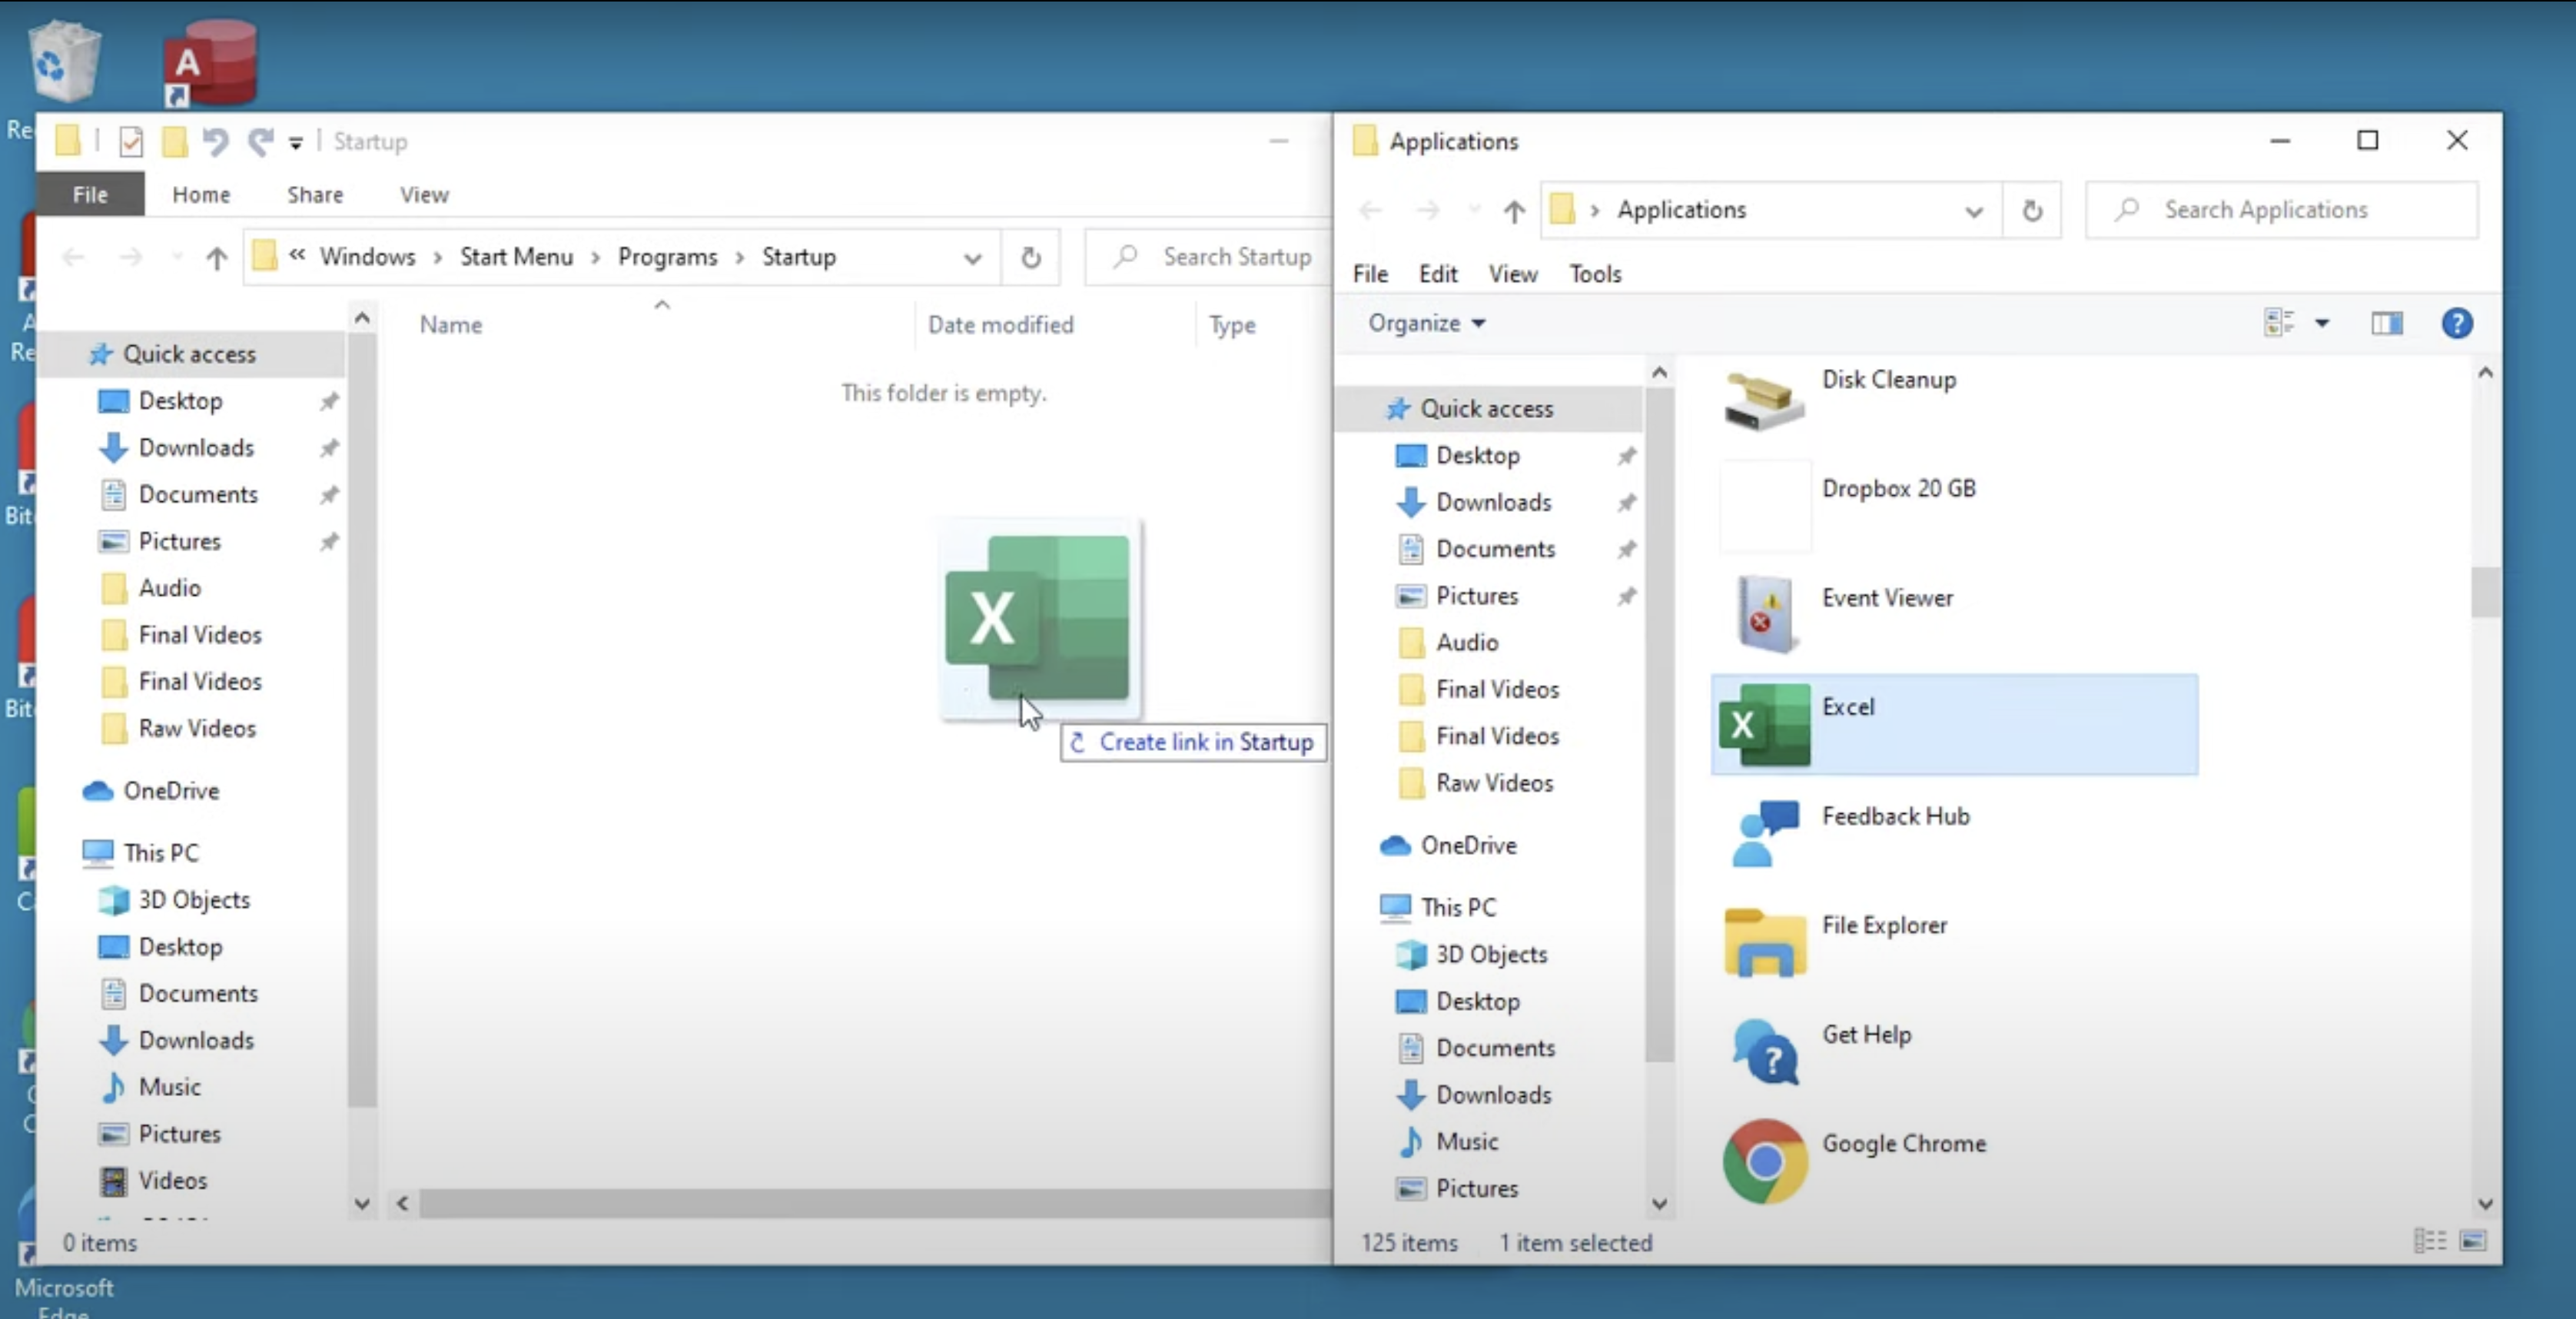 Re
A
Startup
File Home Share View
« Windows › Start Menu › Programs › Startup
Search Startup
Name Date modified Type
This folder is empty.
Quick access
Desktop
Downloads
Documents
Pictures
Audio
Final Videos
Final Videos
Raw Videos
OneDrive
This PC
3D Objects
Desktop
Documents
Downloads
Music
Pictures
Videos
0 items
X
Create link in Startup
A
Re
Bit
Bit
C
Microsoft
Edge
Applications
› Applications
Search Applications
File Edit View Tools
Organize
?
Quick access
Desktop
Downloads
Documents
Pictures
Audio
Final Videos
Final Videos
Raw Videos
OneDrive
This PC
3D Objects
Desktop
Documents
Downloads
Music
Pictures
Disk Cleanup
Dropbox 20 GB
Event Viewer
X
Excel
Feedback Hub
File Explorer
?
Get Help
Google Chrome
125 items 1 item selected